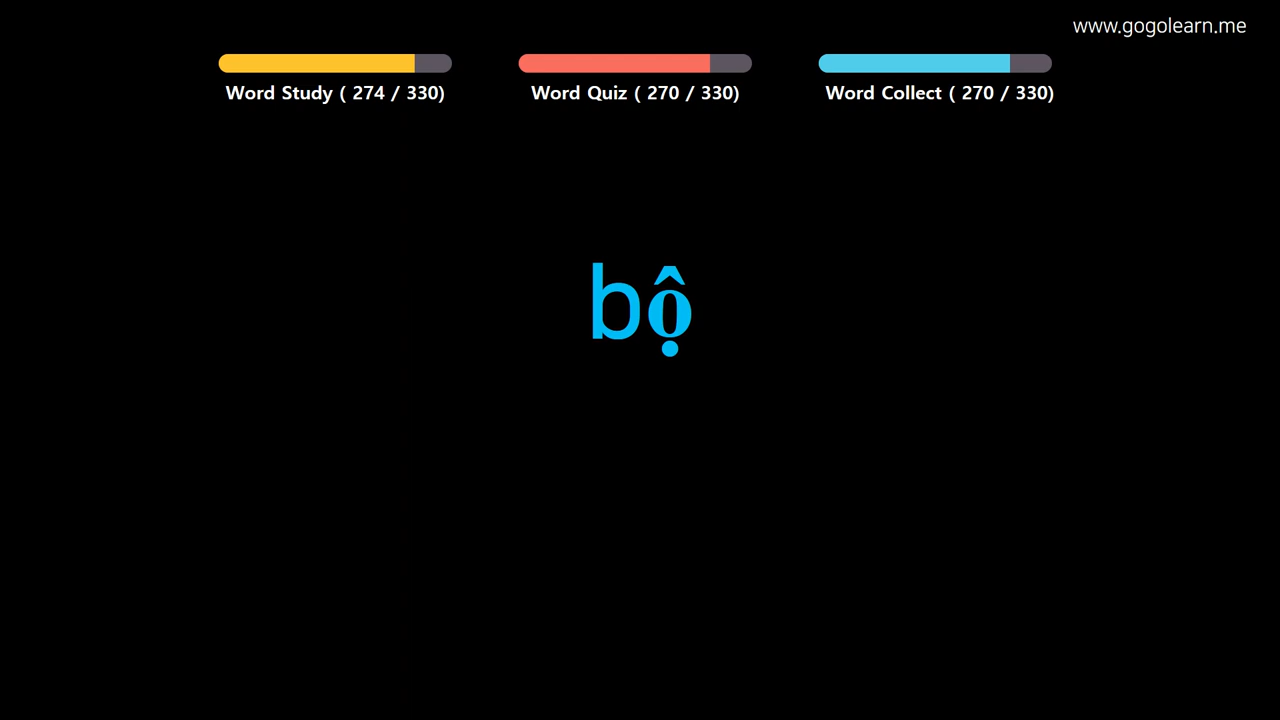 www.gogolearn.me
Word Study ( 274 / 330)
Word Quiz ( 270 / 330)
Word Collect ( 270 / 330)
bộ